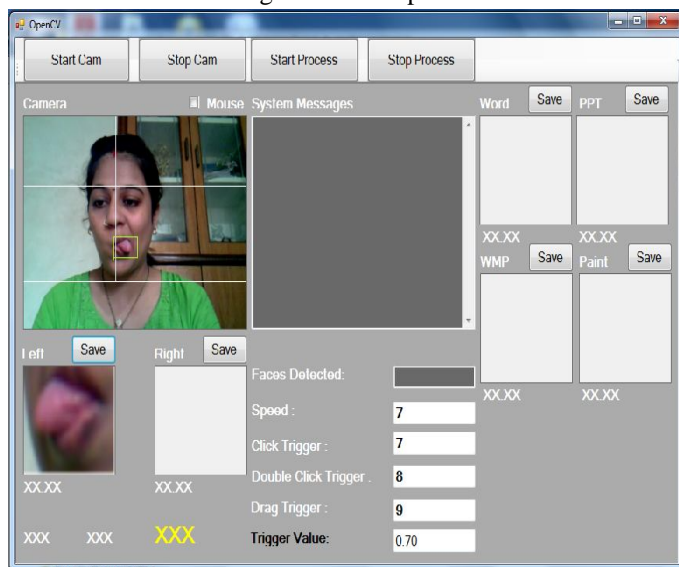 OpenCV
Start Cam Stop Cam Start Process Stop Process
Camera Mouse System Messages Word Save PPT Save
XX.XX XX.XX
WMP Save Paint Save
Left Save Right Save
Faces Detected:
XX.XX XX.XX
Speed : 7
Click Trigger : 7
Double Click Trigger : 8
XX.XX XX.XX
Drag Trigger : 9
XXX XXX XXX Trigger Value: 0.70